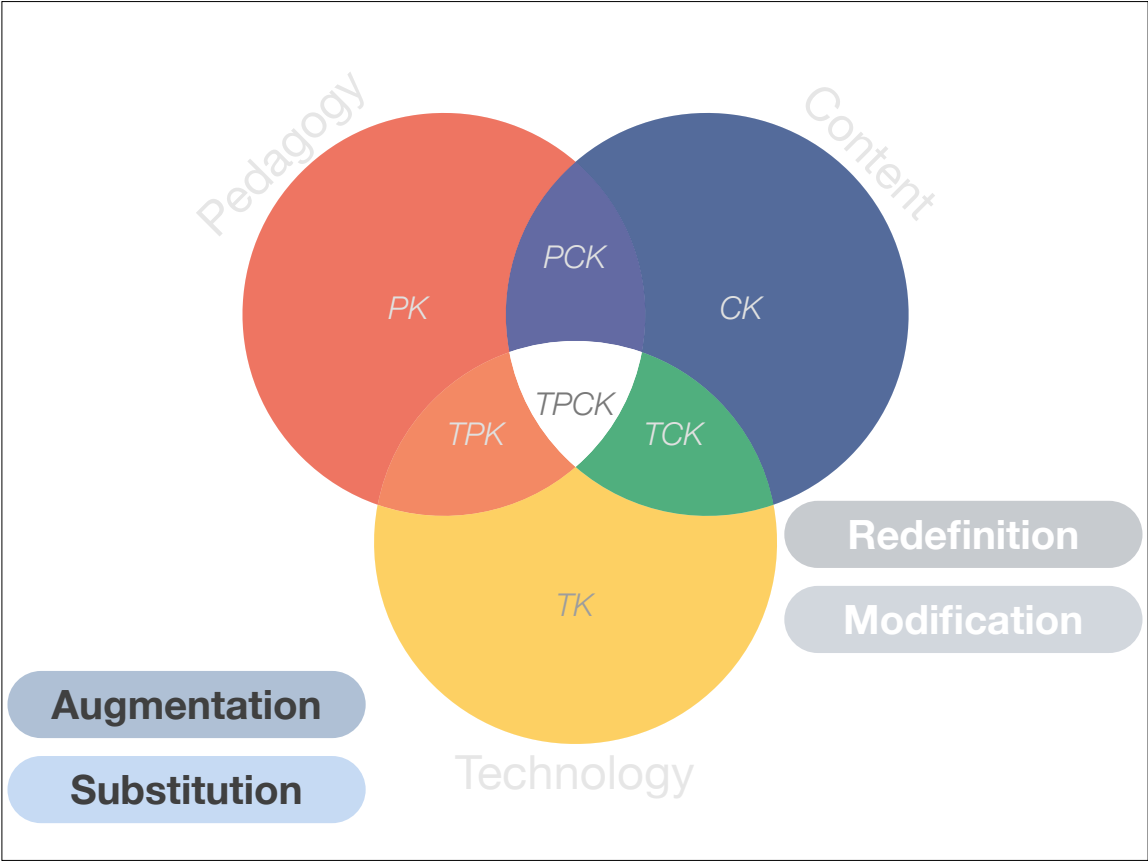 Pedagogy
Content
PCK
PK
CK
TPCK
TPK
TCK
Redefinition
TK
Modification
Augmentation
Technology
Substitution